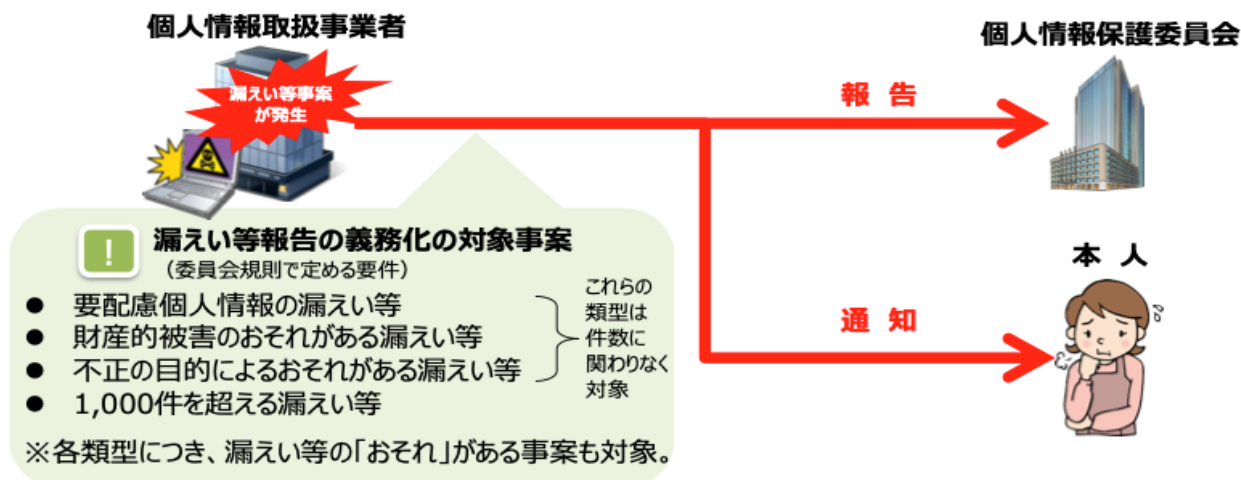 個人情報取扱事業者
個人情報保護委員会
漏えい等事案
が発生
報 告
!
漏えい等報告の義務化の対象事案
（委員会規則で定める要件）
● 要配慮個人情報の漏えい等
● 財産的被害のおそれがある漏えい等
● 不正の目的によるおそれがある漏えい等
● 1,000件を超える漏えい等
これらの
類型は
件数に
関わりなく
対象
※各類型につき、漏えい等の「おそれ」がある事案も対象。
本 人
通 知